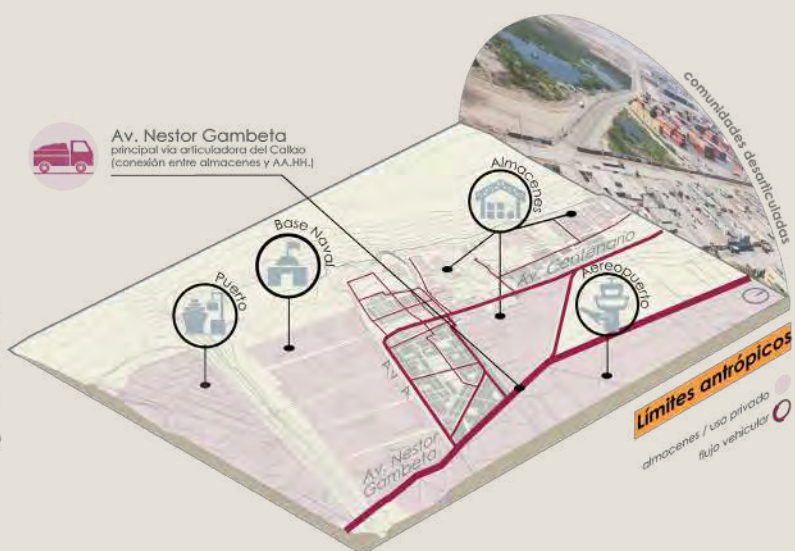 Av. Nestor Gambeta
principal vía articuladora del Callao
(conexión entre almacenes y AA.HH.)
comunidades desarticuladas
Almacenes
Base Naval
Puerto
Av. Centenario
Aereopuerto
Av. A
Av. Nestor
Gambeta
Límites antrópicos
almacenes / uso privado
flujo vehicular